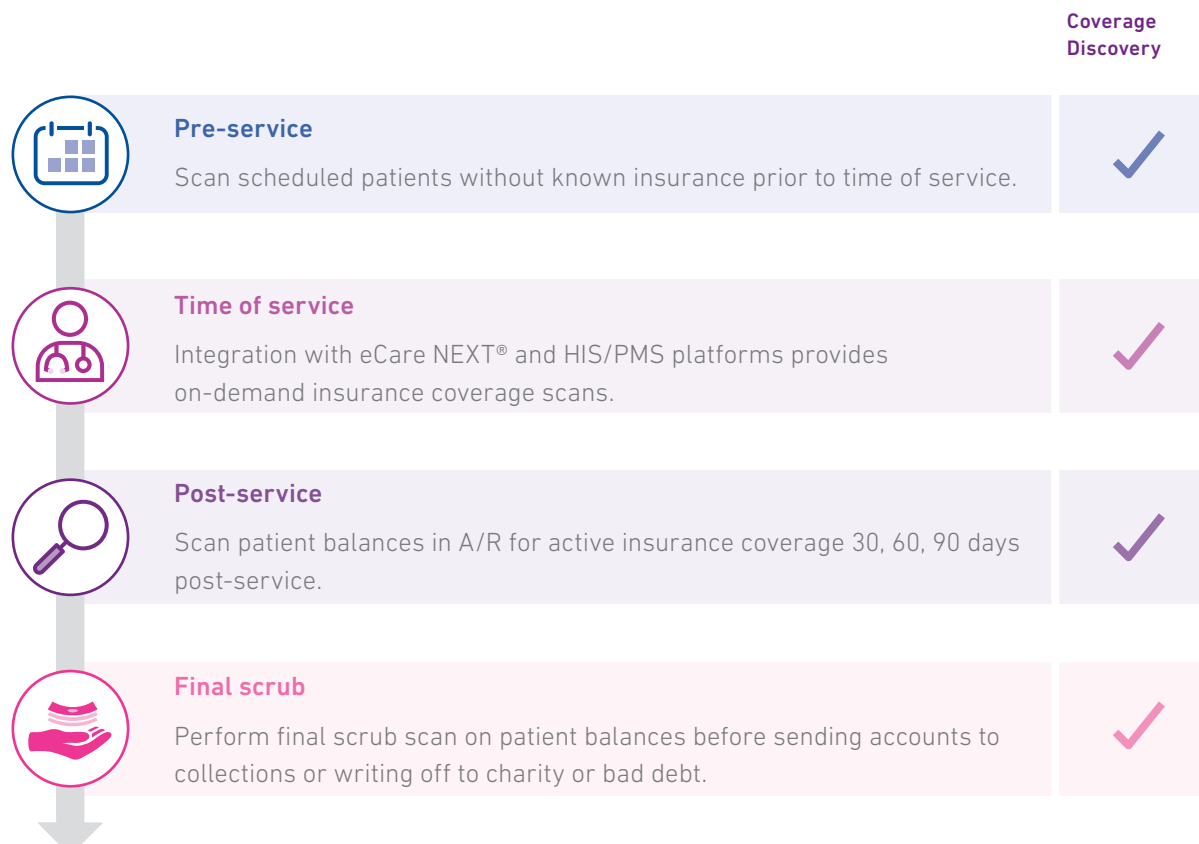 Coverage
Discovery
Pre-service
Scan scheduled patients without known insurance prior to time of service.
Time of service
Integration with eCare NEXT® and HIS/PMS platforms provides
on-demand insurance coverage scans.
Post-service
Scan patient balances in A/R for active insurance coverage 30, 60, 90 days
post-service.
Final scrub
Perform final scrub scan on patient balances before sending accounts to
collections or writing off to charity or bad debt.